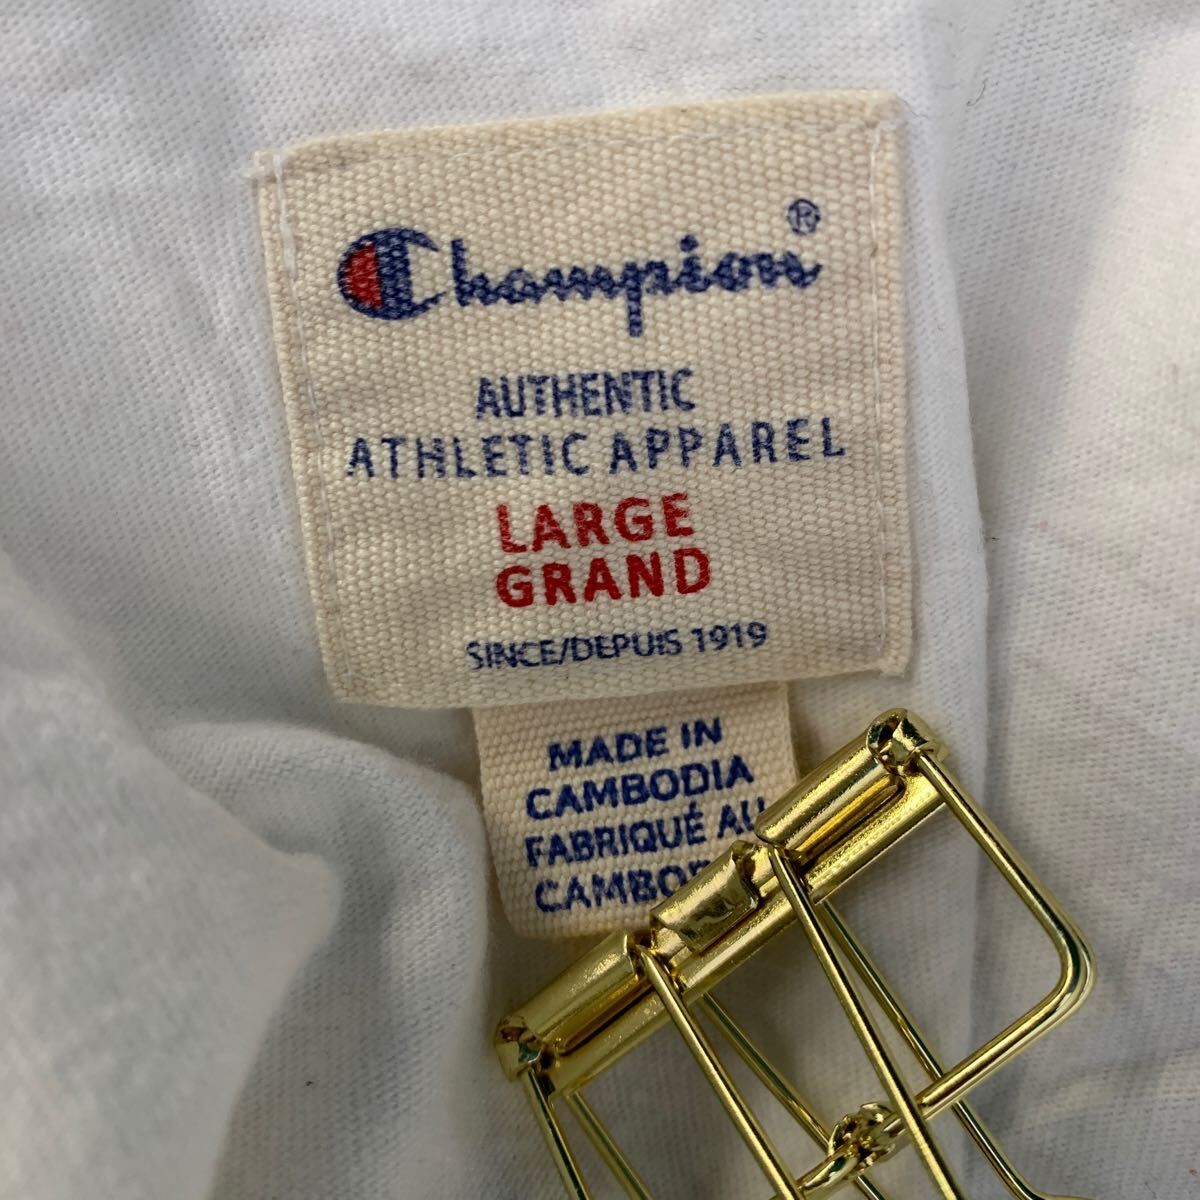 Champion®
AUTHENTIC
ATHLETIC APPAREL
LARGE
GRAND
SINCE/DEPUIS 1919
MADE IN
CAMBODIA
FABRIQUÉ AU